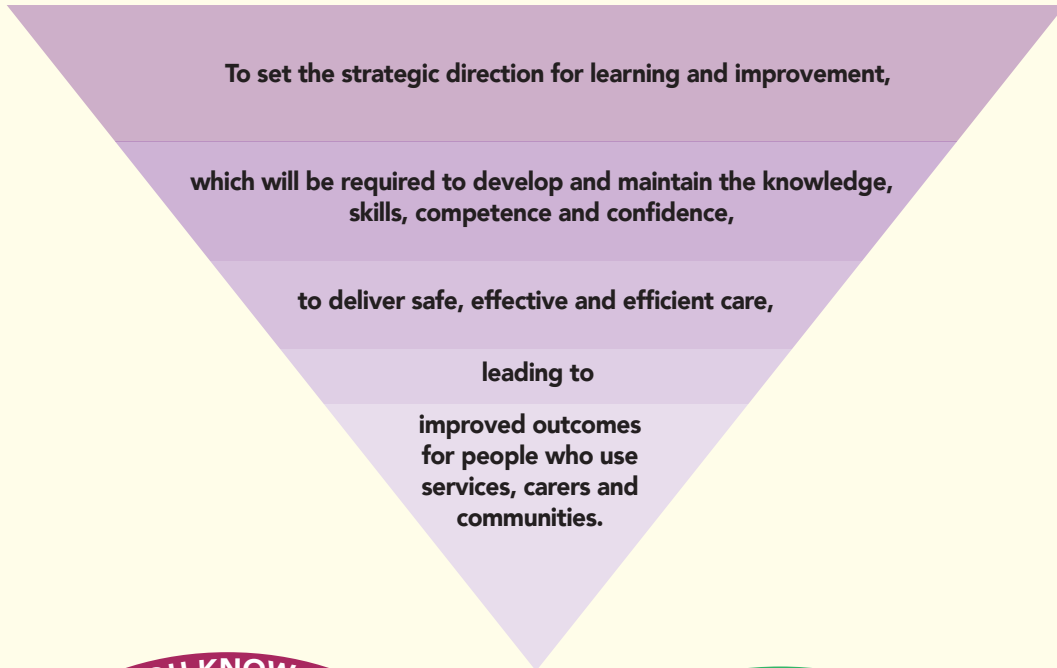 To set the strategic direction for learning and improvement,
which will be required to develop and maintain the knowledge,
skills, competence and confidence,
to deliver safe, effective and efficient care,
leading to
improved outcomes
for people who use
services, carers and
communities.
KNOW